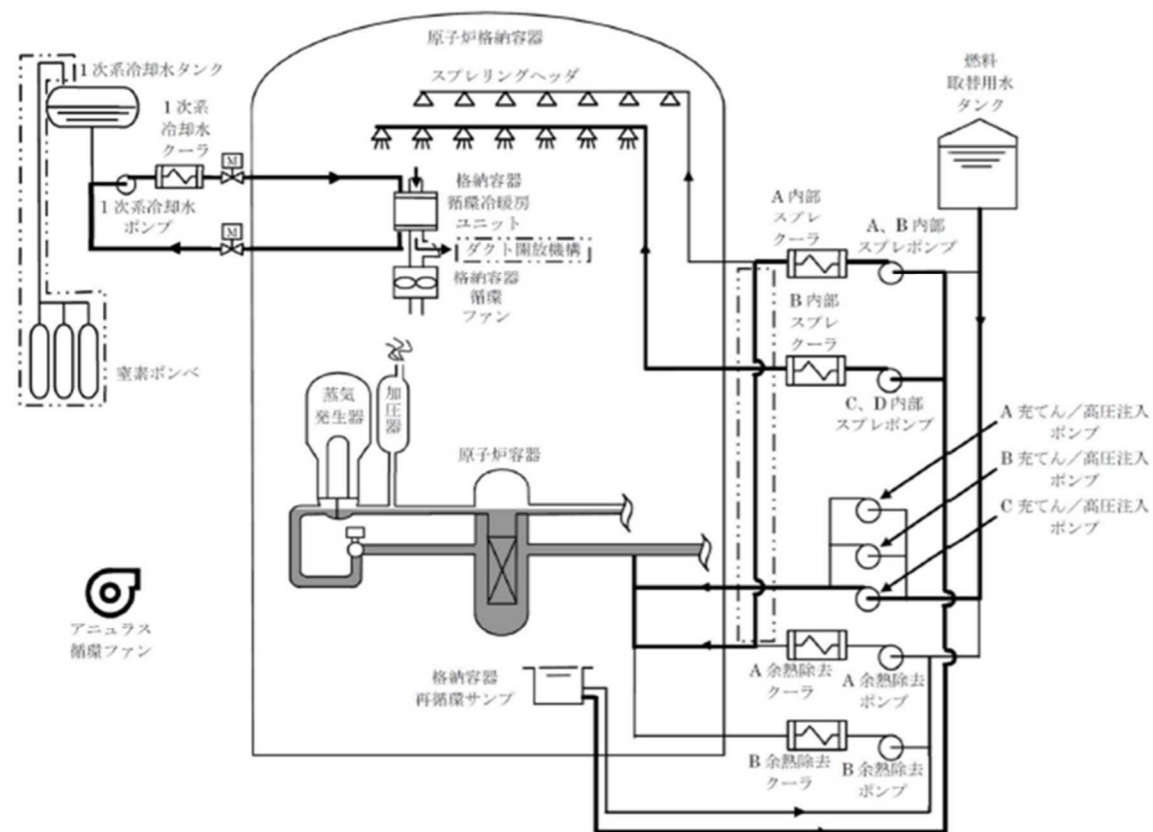 原子炉格納容器
1次系冷却水タンク
スプレリングヘッダ
燃料
取替用水
タンク
1次系
冷却水
クーラ
M
1次系冷却水
ポンプ
M
格納容器
循環冷暖房
ユニット
ダクト開放機構
格納容器
循環
ファン
A内部
スプレ
クーラ
A、B内部
スプレポンプ
B内部
スプレ
クーラ
C、D内部
スプレポンプ
窒素ボンベ
蒸気
発生器
加圧器
原子炉容器
A充てん/高圧注入
ポンプ
B充てん/高圧注入
ポンプ
C充てん/高圧注入
ポンプ
アニュラス
循環ファン
格納容器
再循環サンプ
A余熱除去
クーラ
A余熱除去
ポンプ
B余熱除去
クーラ
B余熱除去
ポンプ